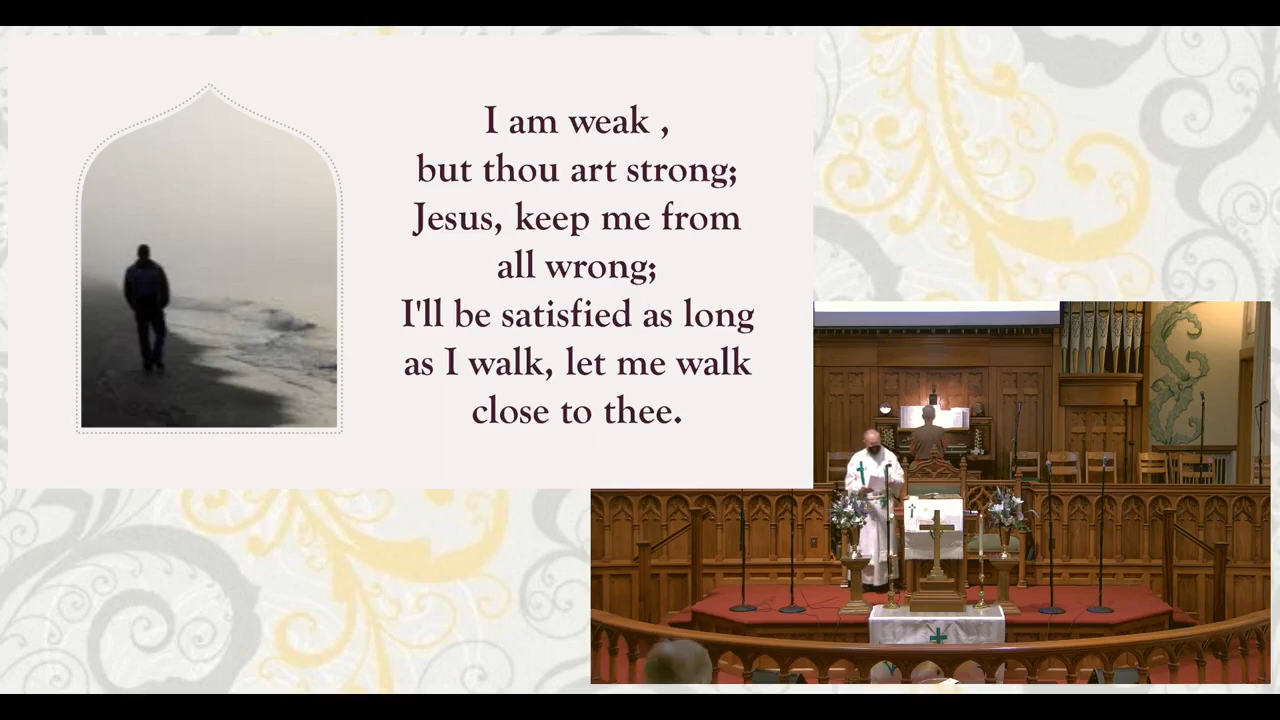 I am weak ,
but thou art strong;
Jesus, keep me from
all wrong;
I'll be satisfied as long
as I walk, let me walk
close to thee.